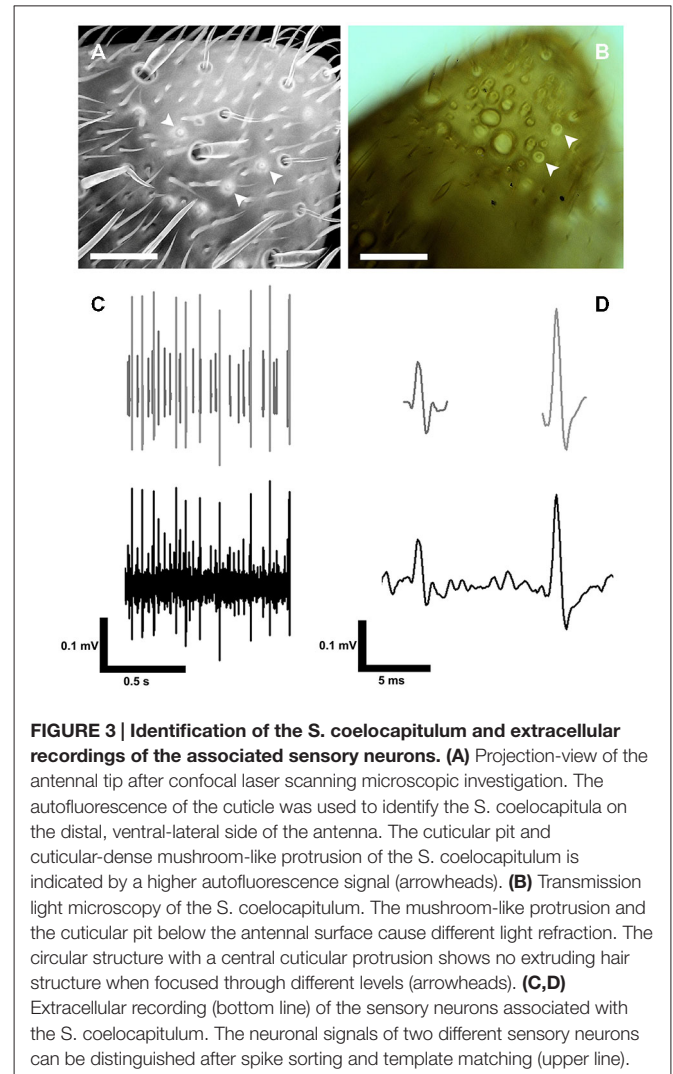 A
B
C
D
0.1 mV
0.5 s
0.1 mV
5 ms
FIGURE 3 | Identification of the S. coelocapitulum and extracellular
recordings of the associated sensory neurons. (A) Projection-view of the
antennal tip after confocal laser scanning microscopic investigation. The
autofluorescence of the cuticle was used to identify the S. coelocapitula on
the distal, ventral-lateral side of the antenna. The cuticular pit and
cuticular-dense mushroom-like protrusion of the S. coelocapitulum is
indicated by a higher autofluorescence signal (arrowheads). (B) Transmission
light microscopy of the S. coelocapitulum. The mushroom-like protrusion and
the cuticular pit below the antennal surface cause different light refraction. The
circular structure with a central cuticular protrusion shows no extruding hair
structure when focused through different levels (arrowheads). (C,D)
Extracellular recording (bottom line) of the sensory neurons associated with
the S. coelocapitulum. The neuronal signals of two different sensory neurons
can be distinguished after spike sorting and template matching (upper line).